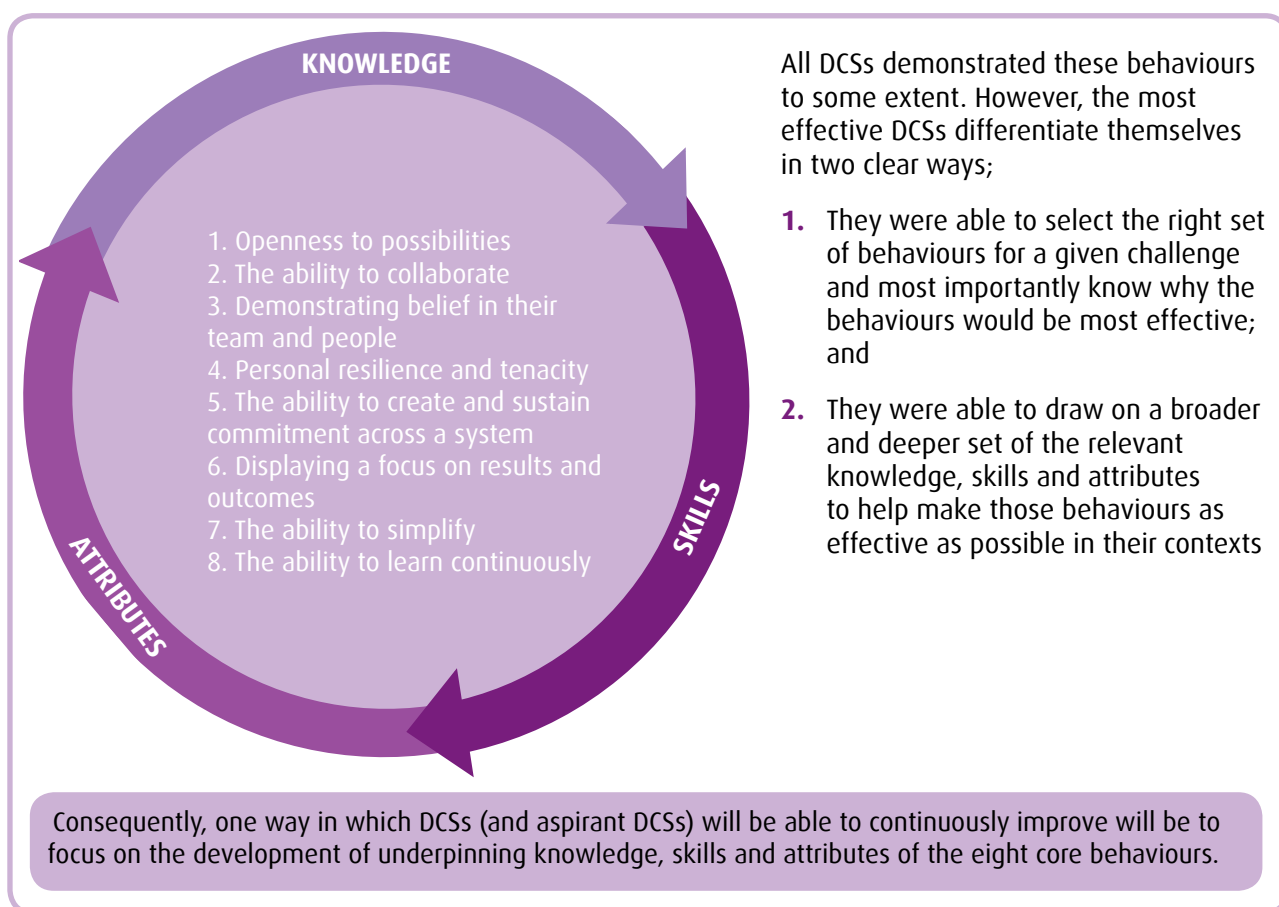 KNOWLEDGE
1. Openness to possibilities
2. The ability to collaborate
3. Demonstrating belief in their
team and people
4. Personal resilience and tenacity
5. The ability to create and sustain
commitment across a system
6. Displaying a focus on results and
outcomes
7. The ability to simplify
8. The ability to learn continuously
SKILLS
ATTRIBUTES
All DCSs demonstrated these behaviours
to some extent. However, the most
effective DCSs differentiate themselves
in two clear ways;
1. They were able to select the right set
of behaviours for a given challenge
and most importantly know why the
behaviours would be most effective;
and
2. They were able to draw on a broader
and deeper set of the relevant
knowledge, skills and attributes
to help make those behaviours as
effective as possible in their contexts
Consequently, one way in which DCSs (and aspirant DCSs) will be able to continuously improve will be to
focus on the development of underpinning knowledge, skills and attributes of the eight core behaviours.